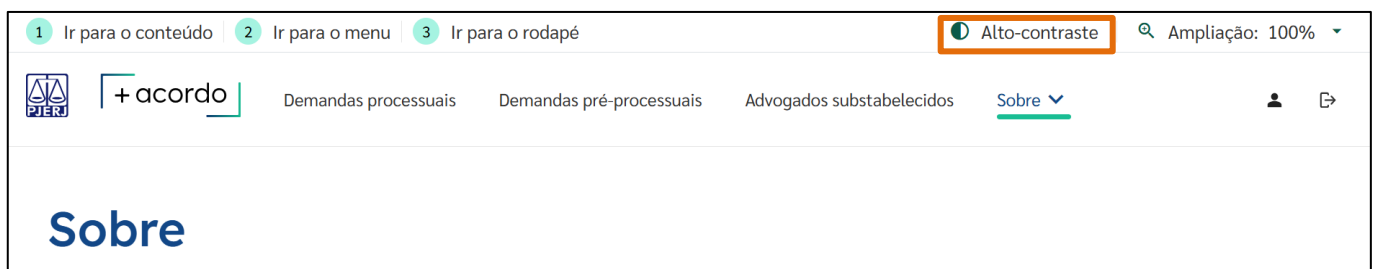 1 Ir para o conteúdo 2 Ir para o menu 3 Ir para o rodapé Alto-contraste Ampliação: 100%
PJERJ +acordo Demandas processuais Demandas pré-processuais Advogados substabelecidos Sobre
Sobre